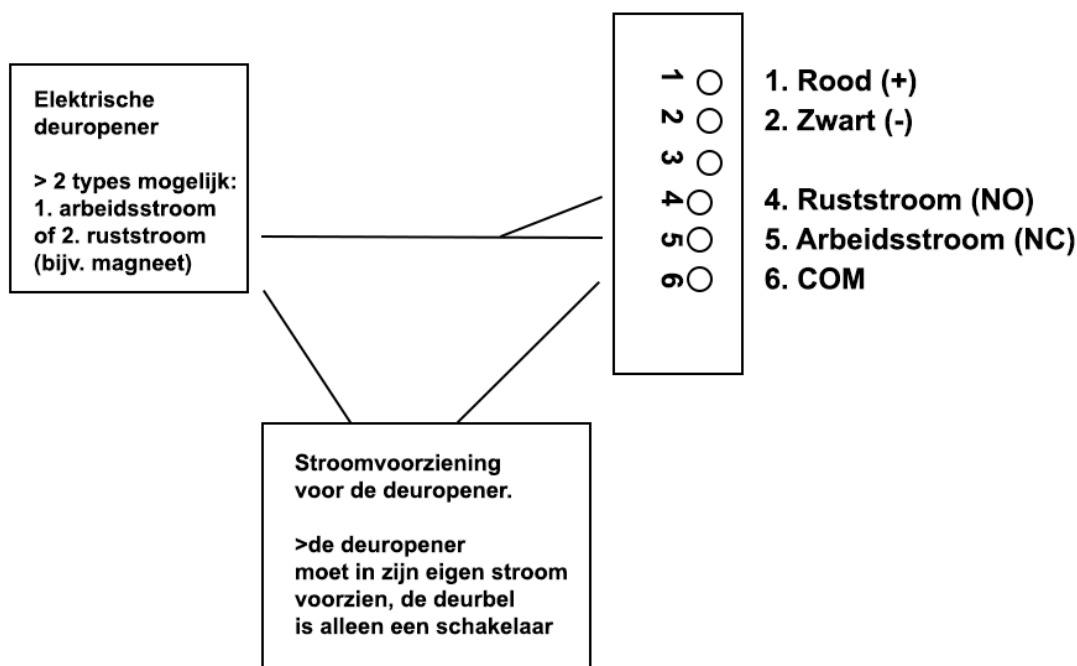 Elektrische
deuropener
> 2 types mogelijk:
1. arbeidsstroom
of 2. ruststroom
(bijv. magneet)
1
2
3
4
5
6
1. Rood (+)
2. Zwart (-)
4. Ruststroom (NO)
5. Arbeidsstroom (NC)
6. COM
Stroomvoorziening
voor de deuropener.
>de deuropener
moet in zijn eigen stroom
voorzien, de deurbel
is alleen een schakelaar